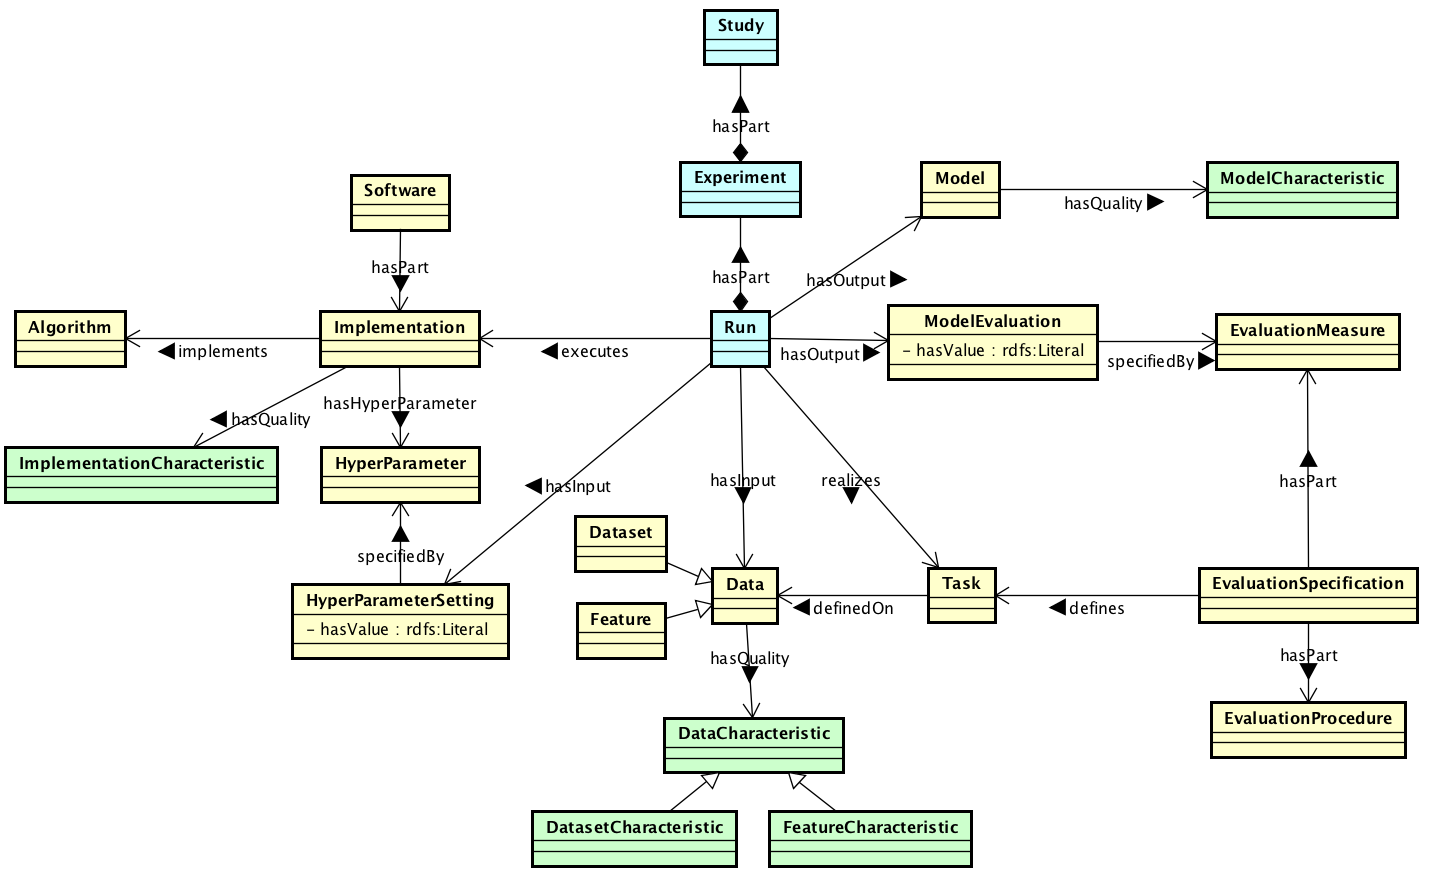 Study
hasPart
Experiment
Software
Model
ModelCharacteristic
hasQuality
hasPart
hasPart
hasOutput
Algorithm
Implementation
Run
ModelEvaluation
- hasValue : rdfs:Literal
EvaluationMeasure
implements
executes
hasOutput
specifiedBy
hasQuality
hasHyperParameter
ImplementationCharacteristic
HyperParameter
hasInput
hasInput
realizes
hasPart
Dataset
specifiedBy
HyperParameterSetting
- hasValue : rdfs:Literal
Feature
Data
Task
EvaluationSpecification
definedOn
defines
hasQuality
hasPart
DataCharacteristic
EvaluationProcedure
DatasetCharacteristic
FeatureCharacteristic